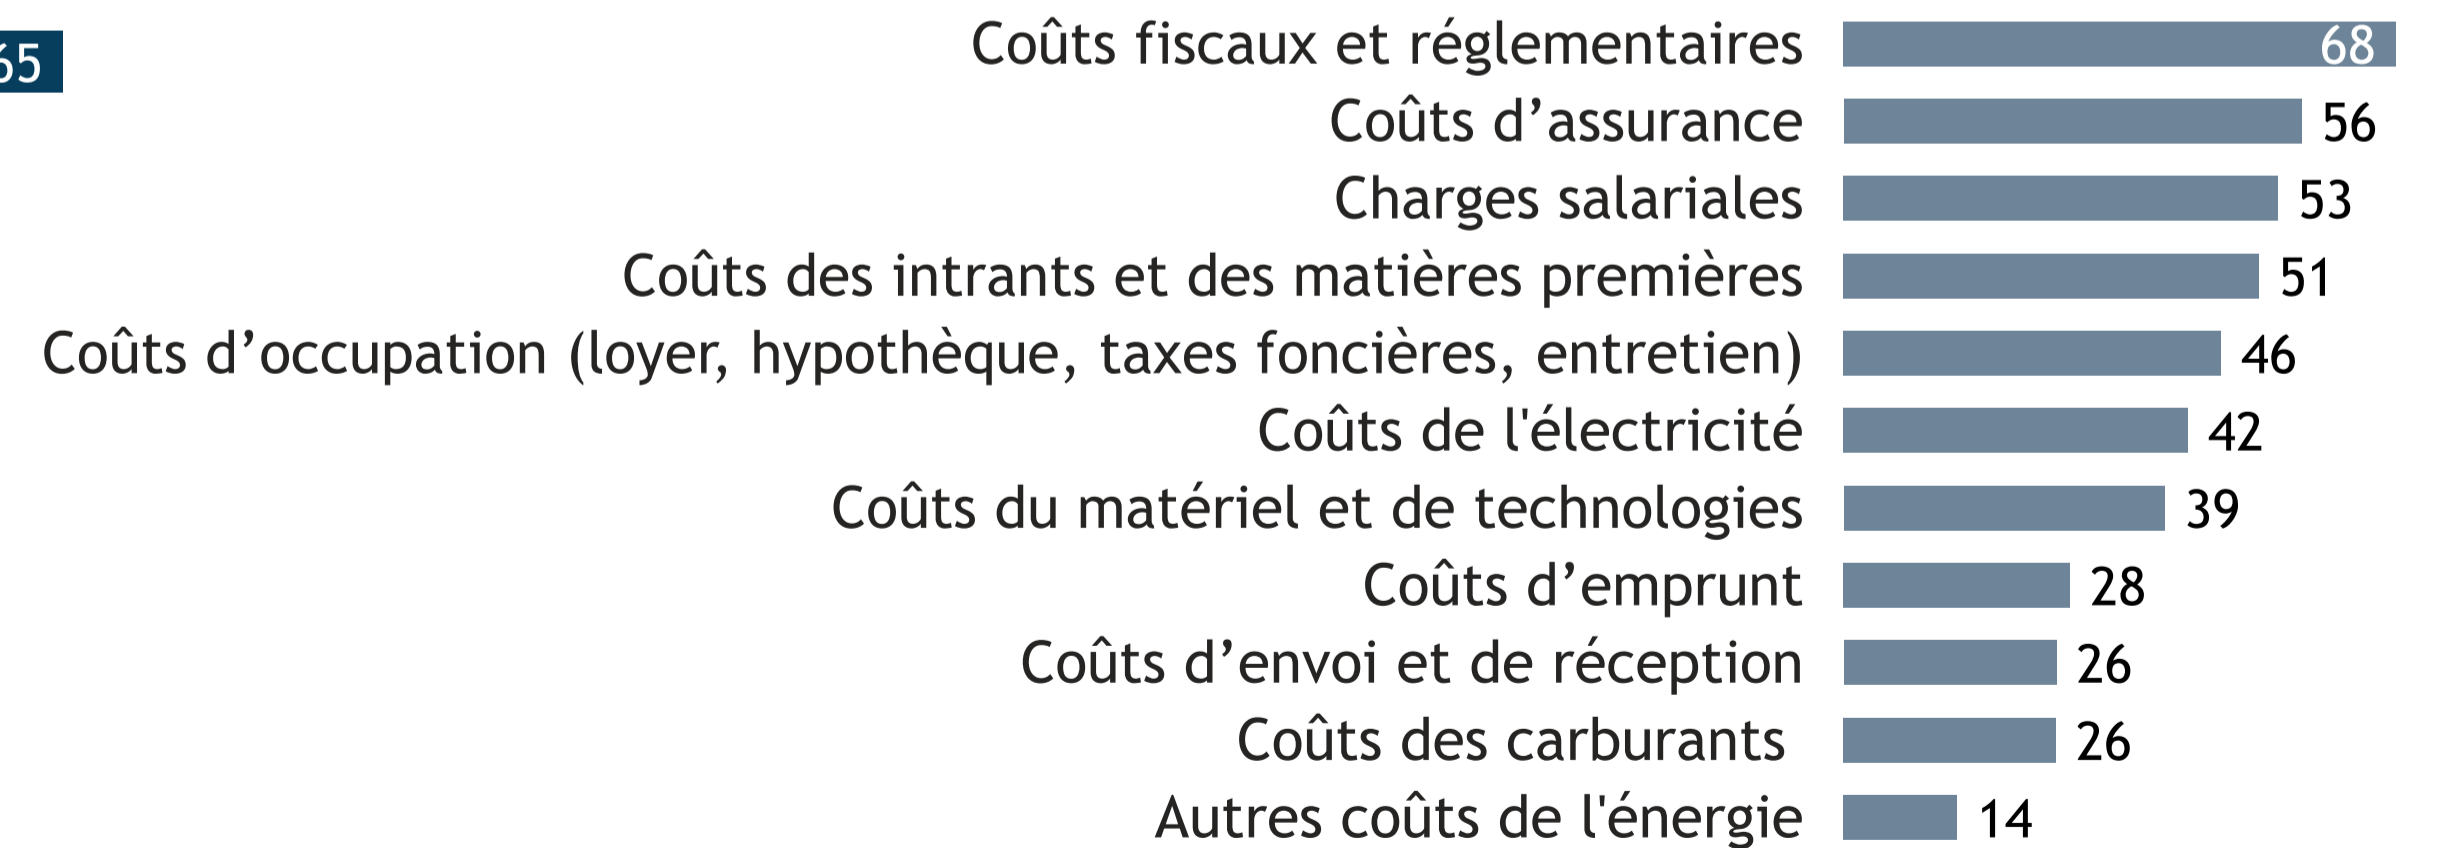 65
Coûts fiscaux et réglementaires 68
Coûts d’assurance 56
Charges salariales 53
Coûts des intrants et des matières premières 51
Coûts d’occupation (loyer, hypothèque, taxes foncières, entretien) 46
Coûts de l'électricité 42
Coûts du matériel et de technologies 39
Coûts d’emprunt 28
Coûts d’envoi et de réception 26
Coûts des carburants 26
Autres coûts de l'énergie 14